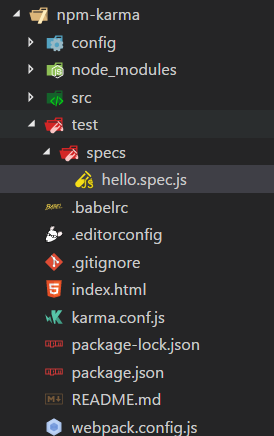 npm-karma
config
node_modules
src
test
specs
hello.spec.js
BABEL .babelrc
.editorconfig
.gitignore
index.html
karma.conf.js
package-lock.json
package.json
README.md
webpack.config.js